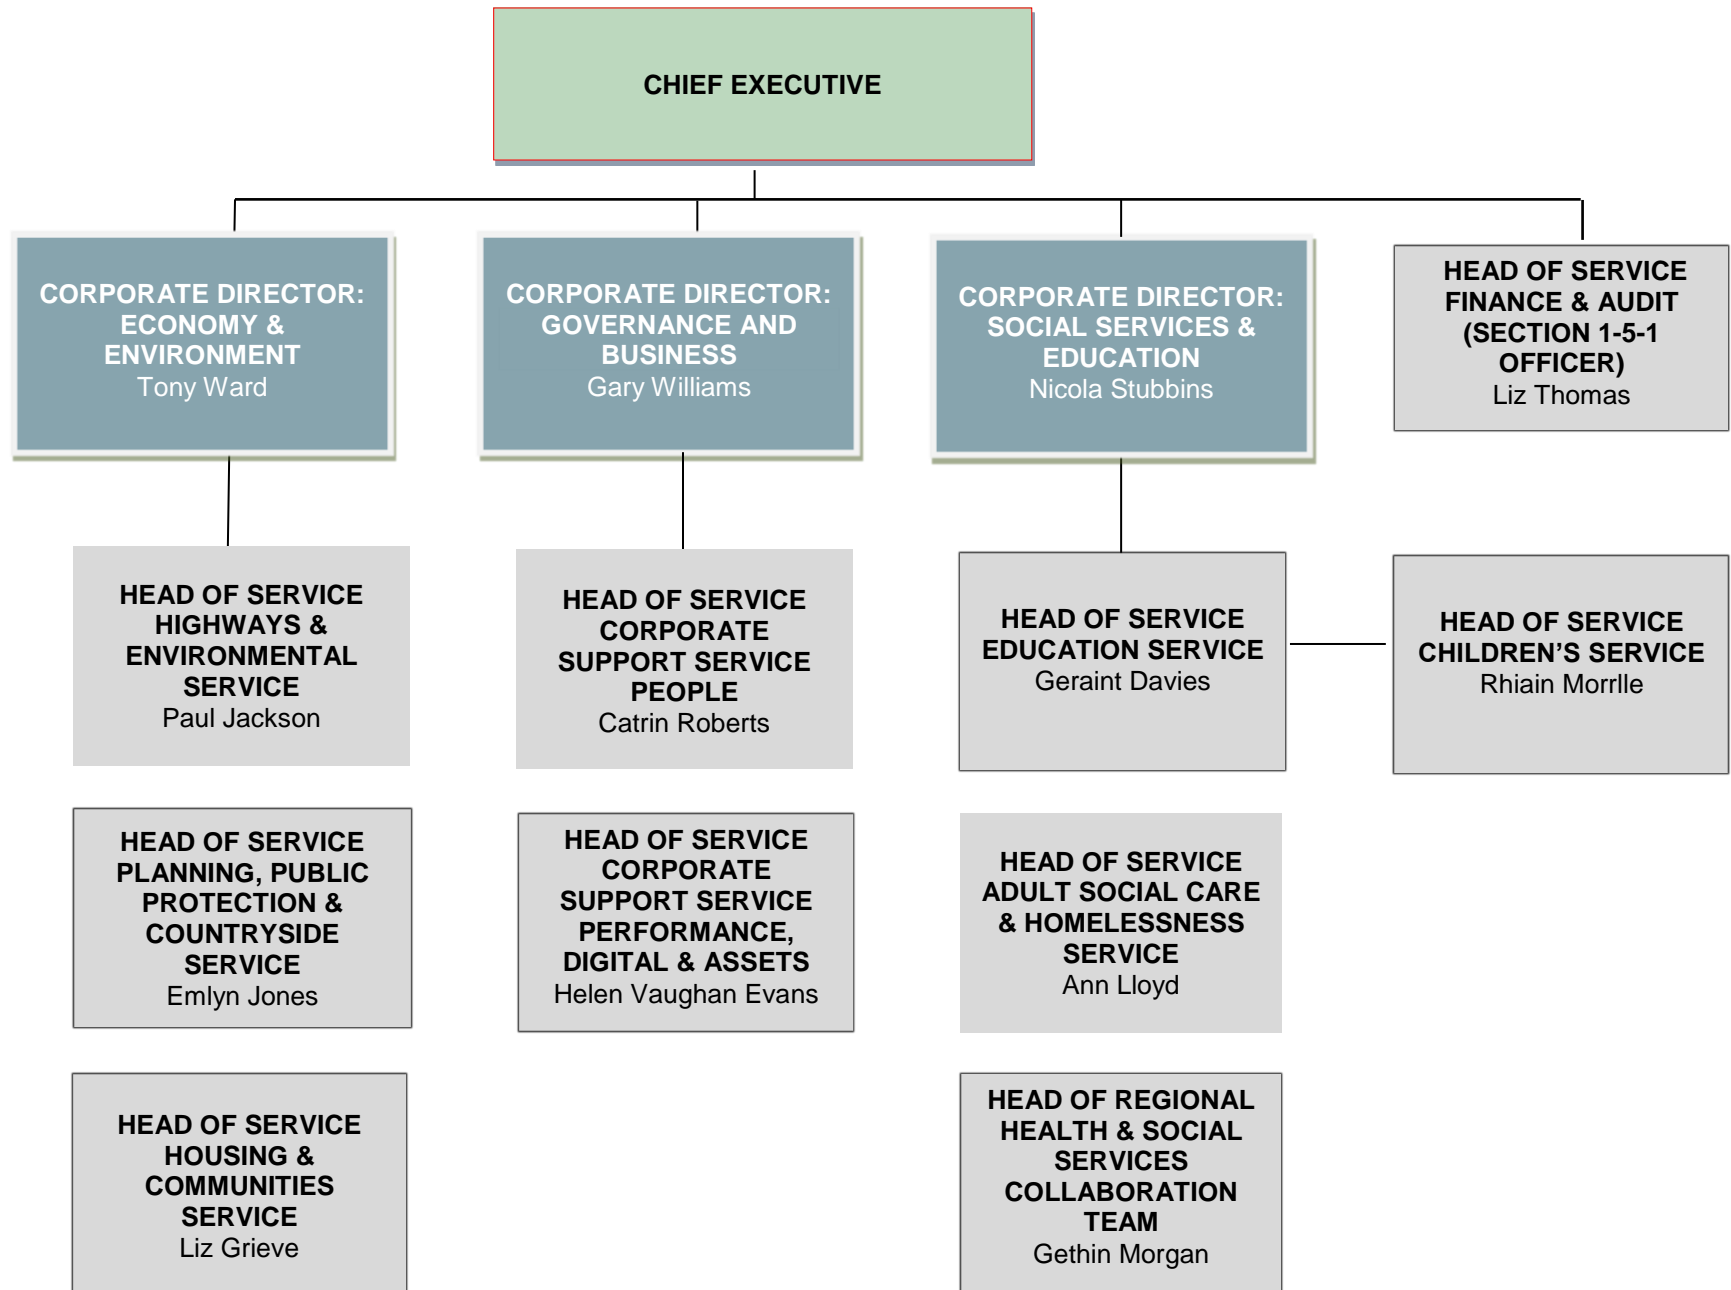 CHIEF EXECUTIVE
CORPORATE DIRECTOR:
ECONOMY &
ENVIRONMENT
Tony Ward
CORPORATE DIRECTOR:
GOVERNANCE AND
BUSINESS
Gary Williams
CORPORATE DIRECTOR:
SOCIAL SERVICES &
EDUCATION
Nicola Stubbins
HEAD OF SERVICE
FINANCE & AUDIT
(SECTION 1-5-1
OFFICER)
Liz Thomas
HEAD OF SERVICE
HIGHWAYS &
ENVIRONMENTAL
SERVICE
Paul Jackson
HEAD OF SERVICE
CORPORATE
SUPPORT SERVICE
PEOPLE
Catrin Roberts
HEAD OF SERVICE
EDUCATION SERVICE
Geraint Davies
HEAD OF SERVICE
CHILDREN’S SERVICE
Rhiain Morrlle
HEAD OF SERVICE
PLANNING, PUBLIC
PROTECTION &
COUNTRYSIDE
SERVICE
Emlyn Jones
HEAD OF SERVICE
CORPORATE
SUPPORT SERVICE
PERFORMANCE,
DIGITAL & ASSETS
Helen Vaughan Evans
HEAD OF SERVICE
ADULT SOCIAL CARE
& HOMELESSNESS
SERVICE
Ann Lloyd
HEAD OF SERVICE
HOUSING &
COMMUNITIES
SERVICE
Liz Grieve
HEAD OF REGIONAL
HEALTH & SOCIAL
SERVICES
COLLABORATION
TEAM
Gethin Morgan